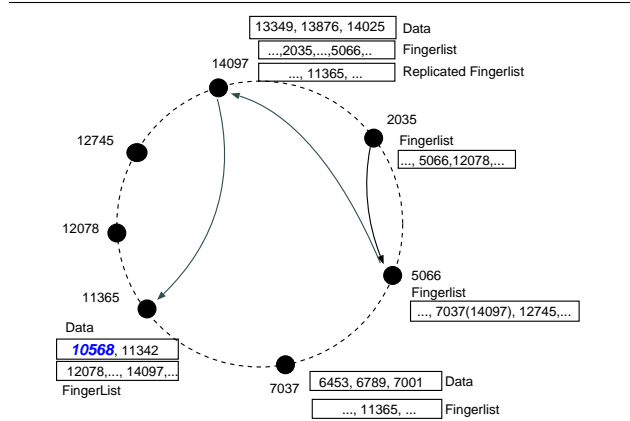 13349, 13876, 14025 Data
...,2035,...,5066,.. Fingerlist
..., 11365, ... Replicated Fingerlist
14097
2035
Fingerlist
..., 5066,12078,...
12745
12078
5066
Fingerlist
..., 7037(14097), 12745,...
11365
Data
10568, 11342
12078,..., 14097,...
FingerList
7037
6453, 6789, 7001 Data
..., 11365, ... Fingerlist